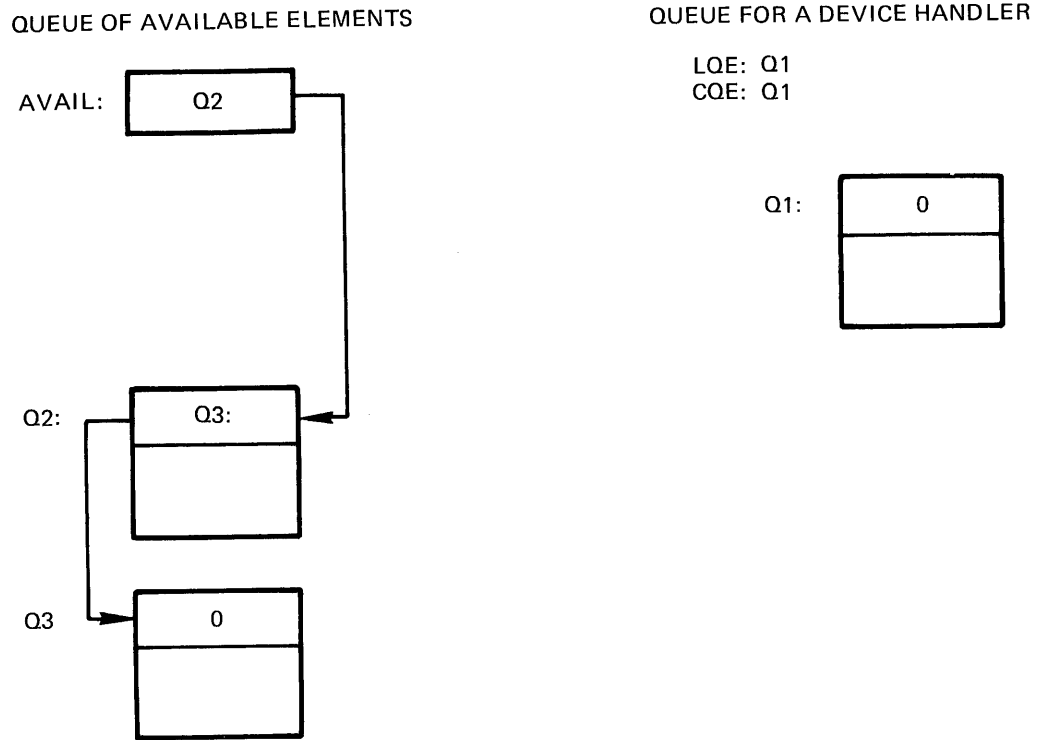 QUEUE OF AVAILABLE ELEMENTS
AVAIL: Q2
Q2: Q3:
Q3 0
QUEUE FOR A DEVICE HANDLER
LQE: Q1
CQE: Q1
Q1: 0